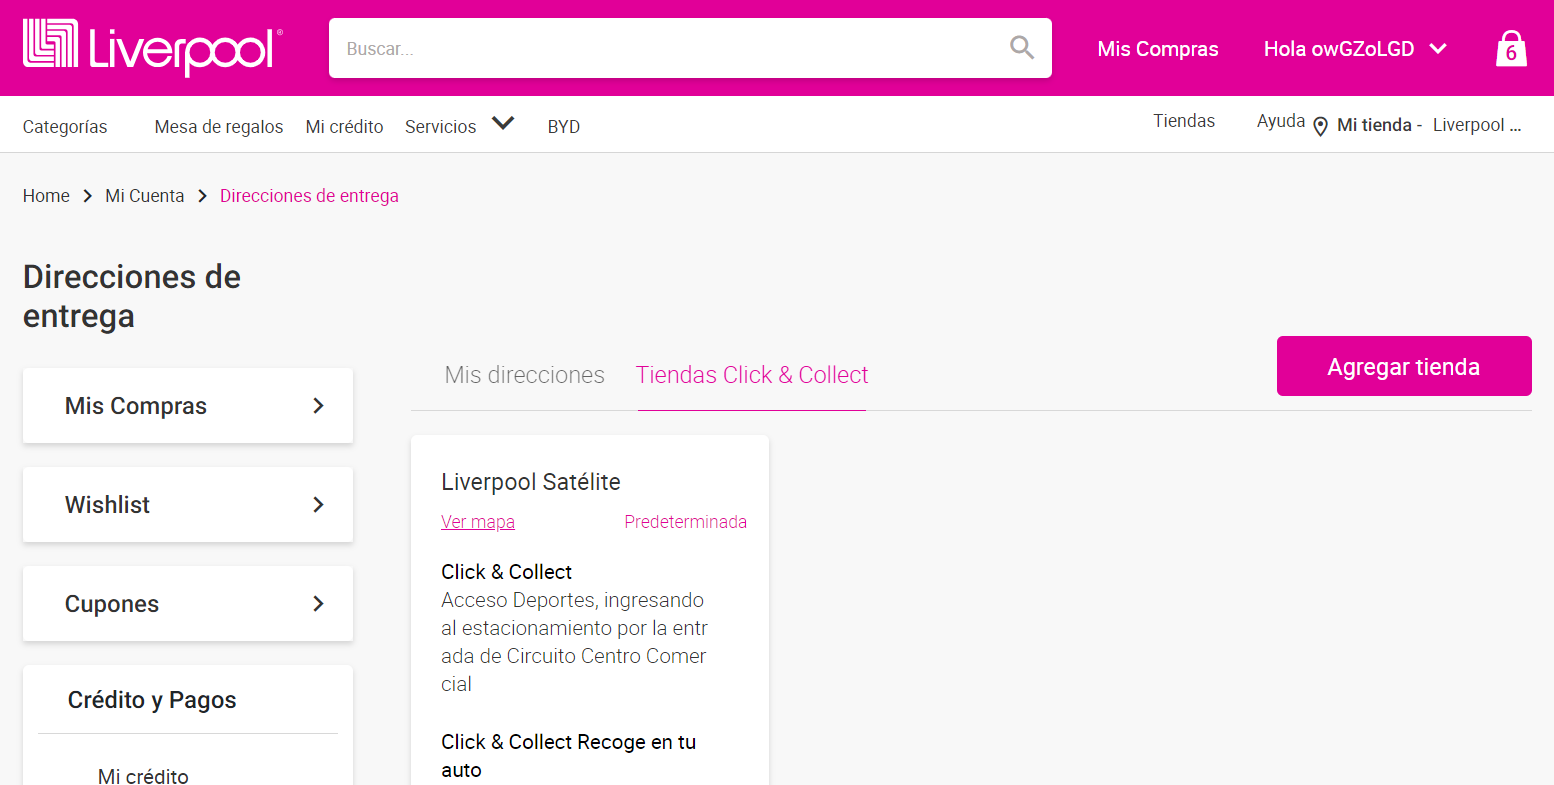 Liverpool®
Buscar...
Mis Compras
Hola owGZoLGD
6
Categorías
Mesa de regalos
Mi crédito
Servicios
BYD
Tiendas
Ayuda
Mi tienda - Liverpool ...
Home > Mi Cuenta > Direcciones de entrega
Direcciones de
entrega
Mis Compras
Wishlist
Cupones
Crédito y Pagos
Mi crédito
Mis direcciones
Tiendas Click & Collect
Agregar tienda
Liverpool Satélite
Ver mapa
Predeterminada
Click & Collect
Acceso Deportes, ingresando
al estacionamiento por la entr
ada de Circuito Centro Comer
cial
Click & Collect Recoge en tu
auto